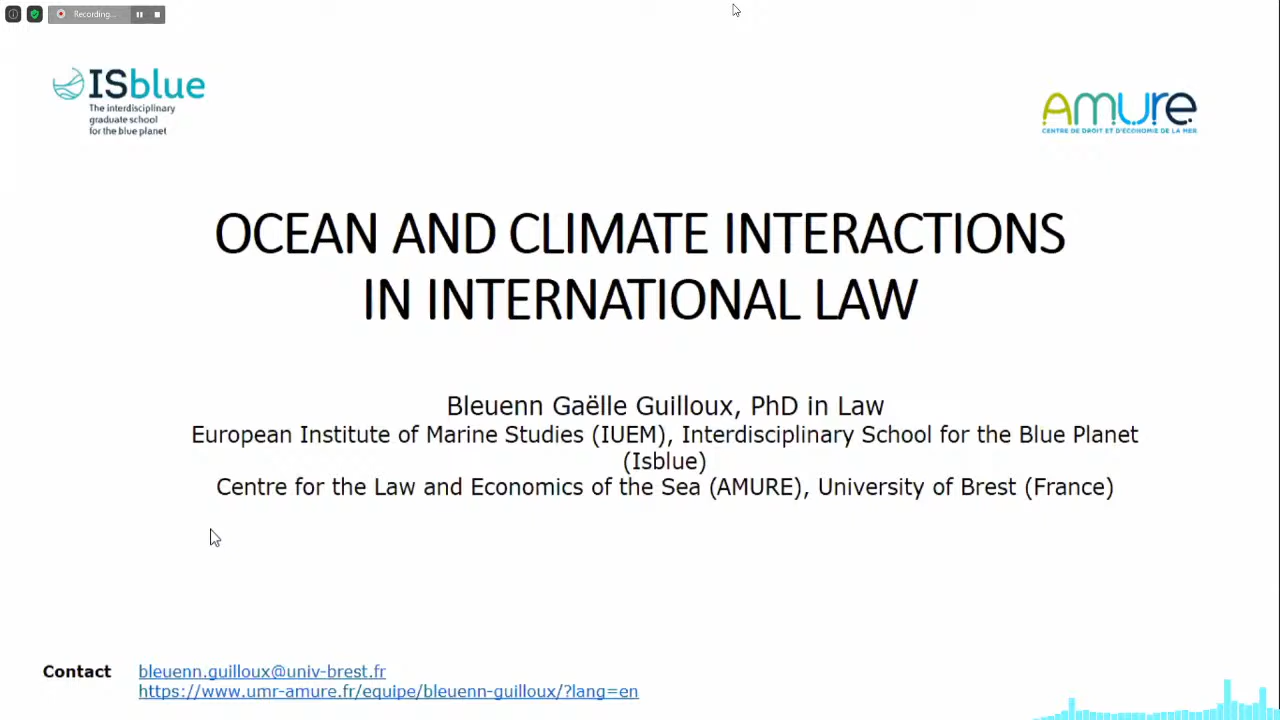 Recording...
ISblue
The interdisciplinary
graduate school
for the blue planet
Amure
CENTRE DE DROIT ET D'ECONOMIE DE LA MER
OCEAN AND CLIMATE INTERACTIONS
IN INTERNATIONAL LAW
Bleuenn Gaëlle Guilloux, PhD in Law
European Institute of Marine Studies (IUEM), Interdisciplinary School for the Blue Planet
(Isblue)
Centre for the Law and Economics of the Sea (AMURE), University of Brest (France)
Contact bleuenn.guilloux@univ-brest.fr
https://www.umr-amure.fr/equipe/bleuenn-guilloux/?lang=en